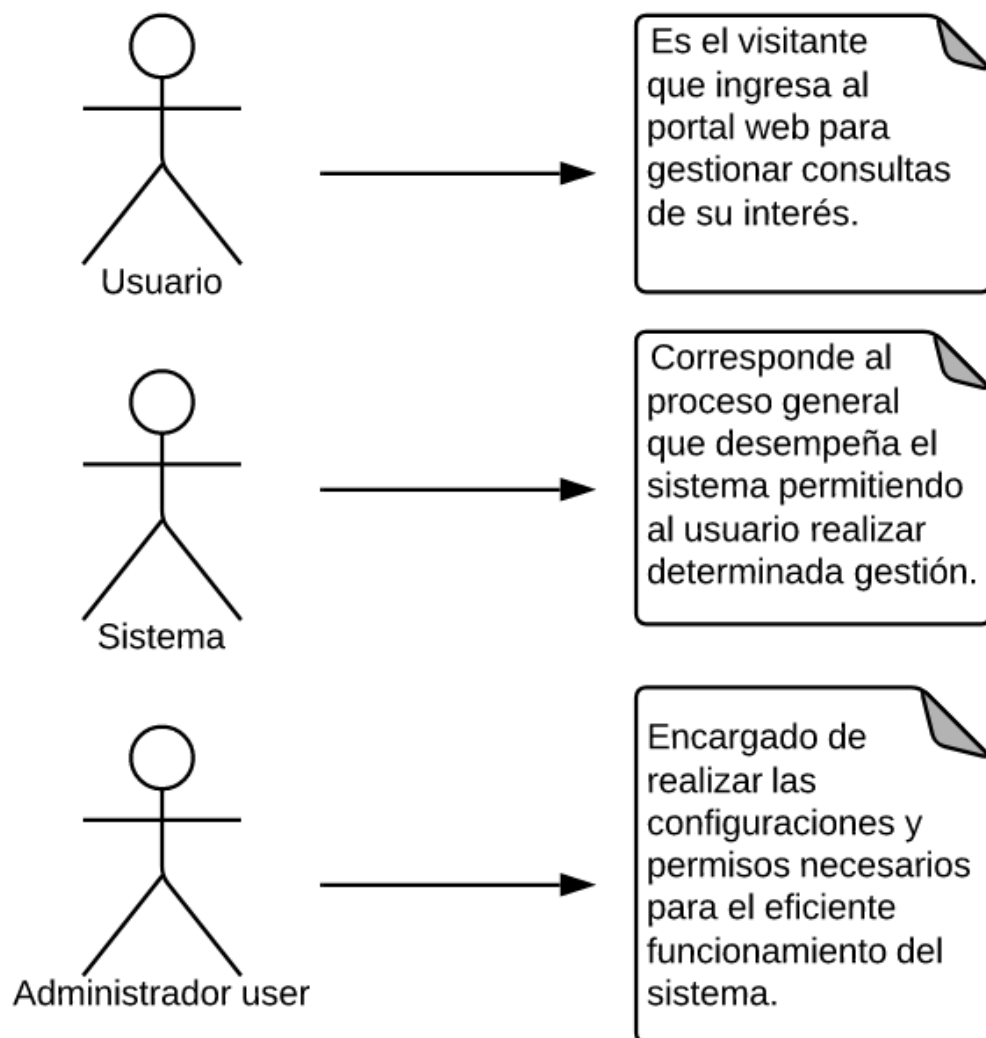 Usuario
Es el visitante
que ingresa al
portal web para
gestionar consultas
de su interés.
Sistema
Corresponde al
proceso general
que desempeña el
sistema permitiendo
al usuario realizar
determinada gestión.
Administrador user
Encargado de
realizar las
configuraciones y
permisos necesarios
para el eficiente
funcionamiento del
sistema.